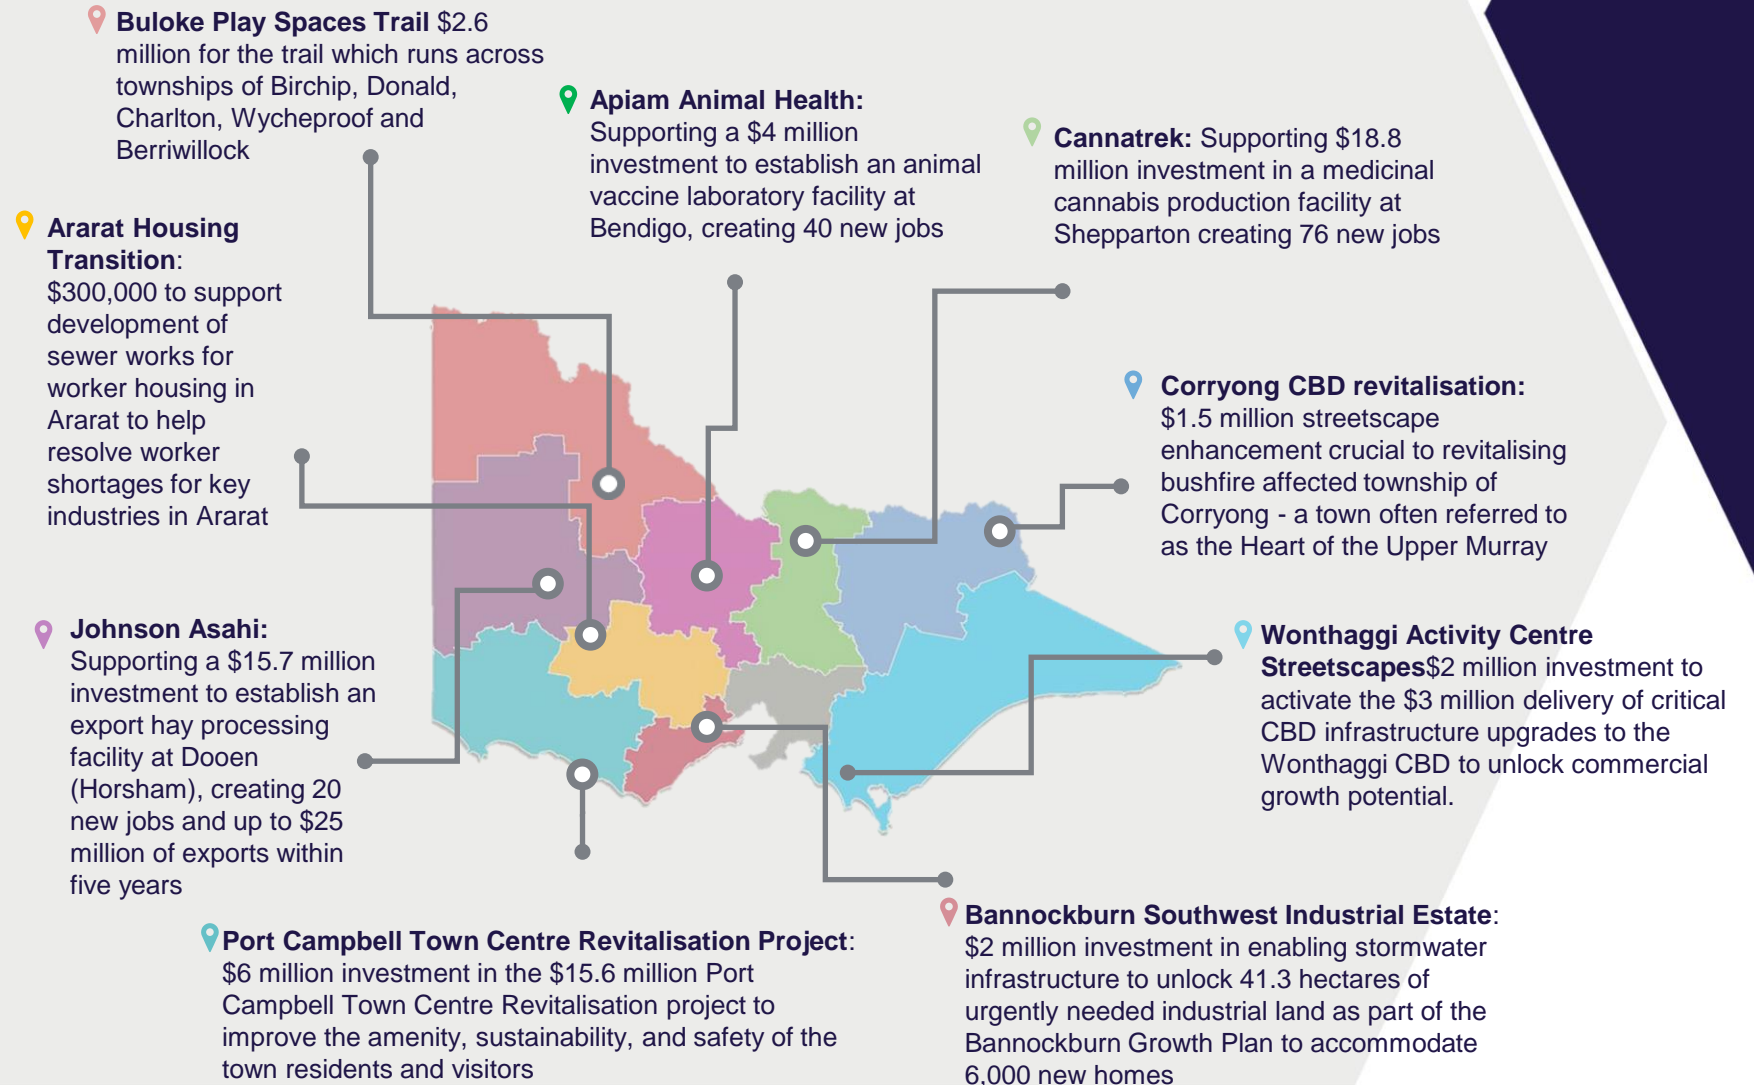 Buloke Play Spaces Trail $2.6
million for the trail which runs across
townships of Birchip, Donald,
Charlton, Wycheproof and
Berriwillock
Apiam Animal Health:
Supporting a $4 million
investment to establish an animal
vaccine laboratory facility at
Bendigo, creating 40 new jobs
Cannatrek: Supporting $18.8
million investment in a medicinal
cannabis production facility at
Shepparton creating 76 new jobs
Ararat Housing
Transition:
$300,000 to support
development of
sewer works for
worker housing in
Ararat to help
resolve worker
shortages for key
industries in Ararat
Corryong CBD revitalisation:
$1.5 million streetscape
enhancement crucial to revitalising
bushfire affected township of
Corryong - a town often referred to
as the Heart of the Upper Murray
Johnson Asahi:
Supporting a $15.7 million
investment to establish an
export hay processing
facility at Dooen
(Horsham), creating 20
new jobs and up to $25
million of exports within
five years
Wonthaggi Activity Centre
Streetscapes$2 million investment to
activate the $3 million delivery of critical
CBD infrastructure upgrades to the
Wonthaggi CBD to unlock commercial
growth potential.
Port Campbell Town Centre Revitalisation Project:
$6 million investment in the $15.6 million Port
Campbell Town Centre Revitalisation project to
improve the amenity, sustainability, and safety of the
town residents and visitors
Bannockburn Southwest Industrial Estate:
$2 million investment in enabling stormwater
infrastructure to unlock 41.3 hectares of
urgently needed industrial land as part of the
Bannockburn Growth Plan to accommodate
6,000 new homes